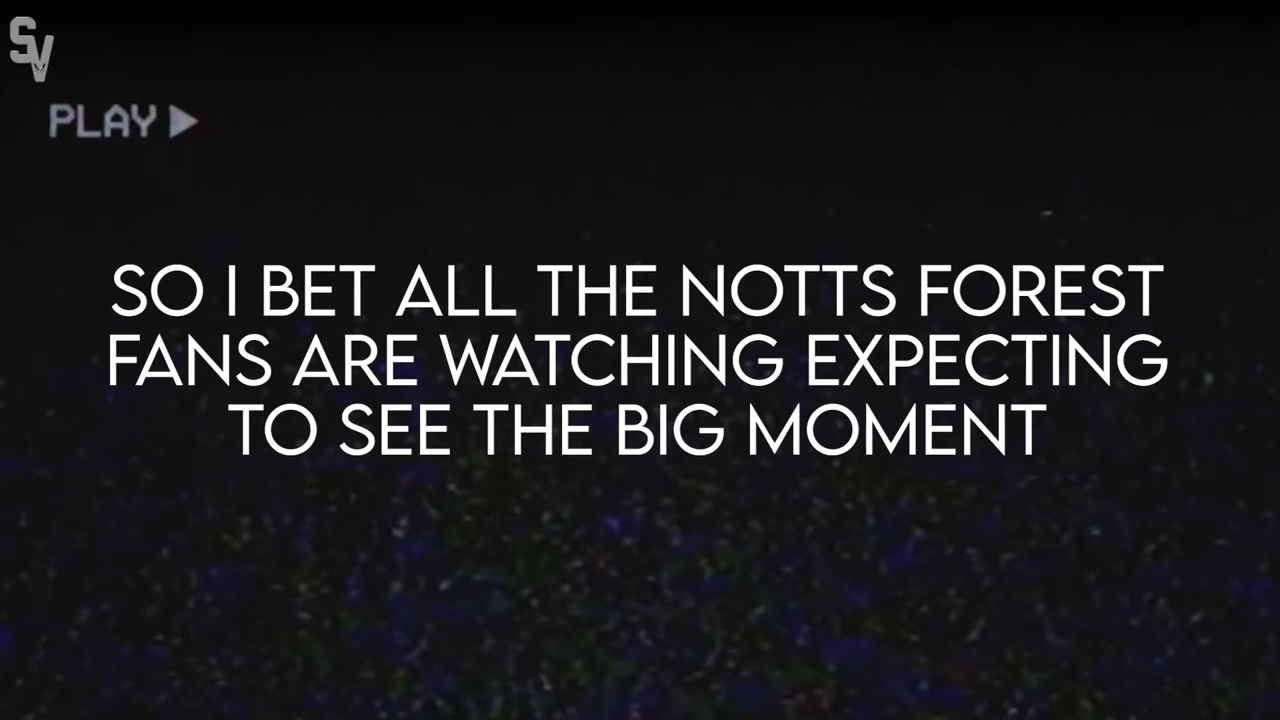 SV
PLAY
SO I BET ALL THE NOTTS FOREST
FANS ARE WATCHING EXPECTING
TO SEE THE BIG MOMENT